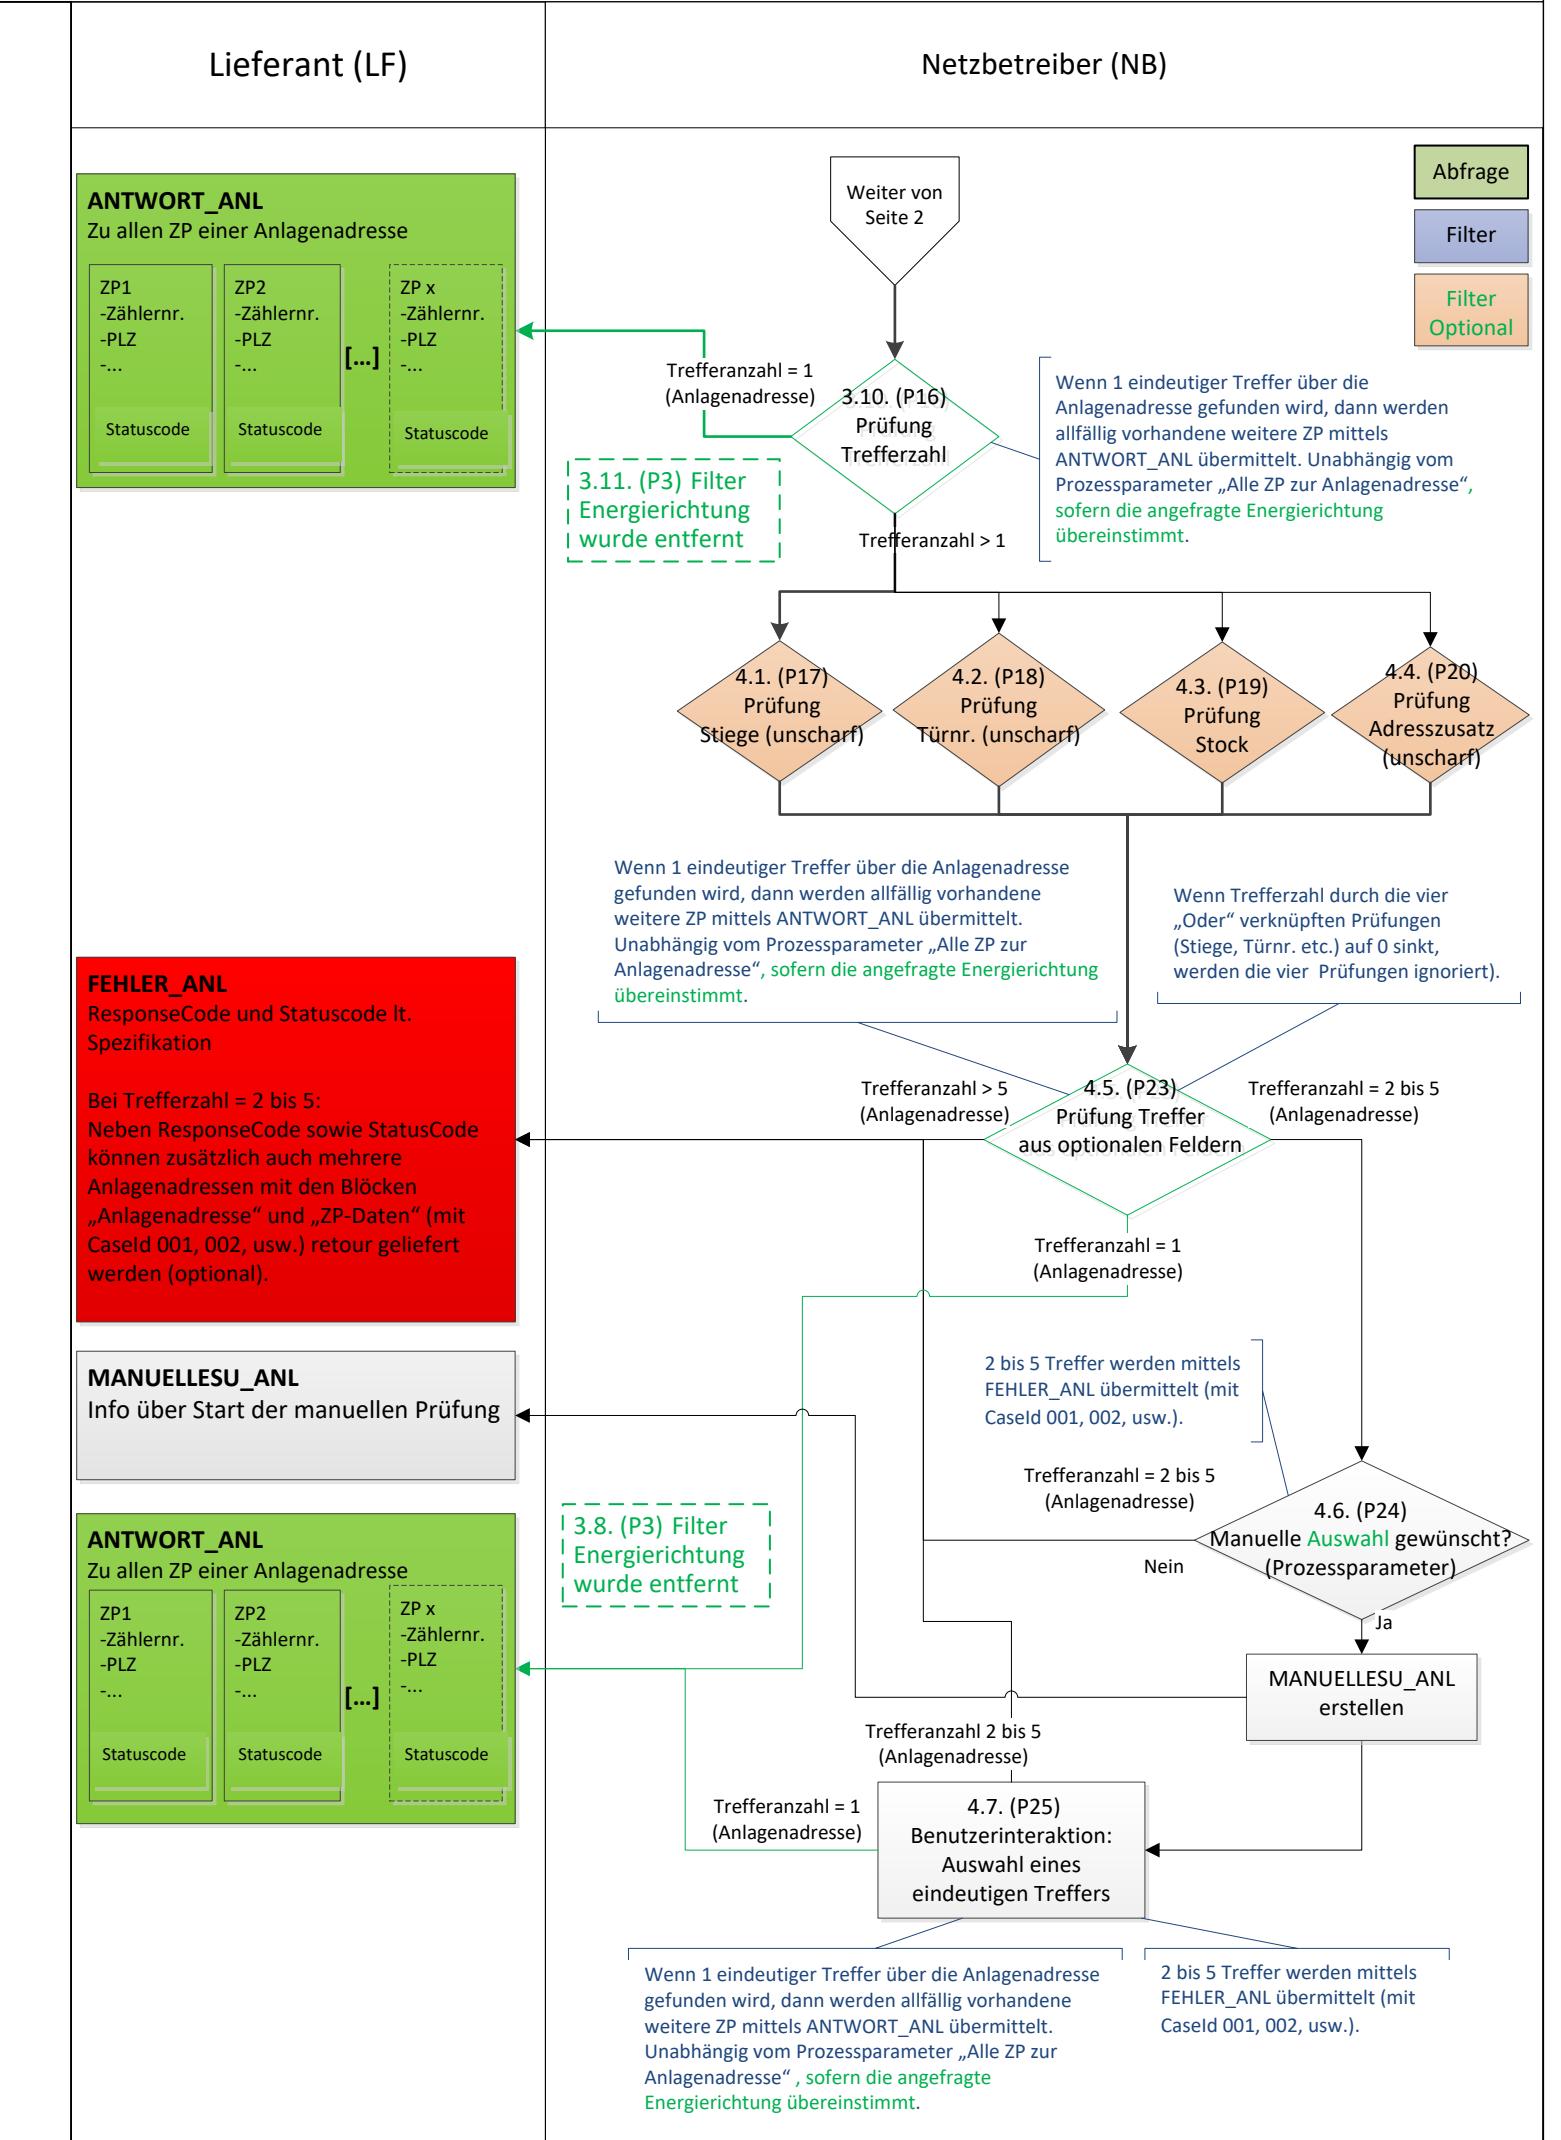 Lieferant (LF)
Netzbetreiber (NB)
Abfrage
Filter
Filter
Optional
Weiter von
Seite 2
ANTWORT_ANL
Zu allen ZP einer Anlagenadresse
ZP1
-Zählernr.
-PLZ
-...
Statuscode
ZP2
-Zählernr.
-PLZ
-...
Statuscode
[...]
ZP x
-Zählernr.
-PLZ
-...
Statuscode
Trefferanzahl = 1
(Anlagenadresse)
3.10. (P16)
Prüfung
Trefferzahl
Wenn 1 eindeutiger Treffer über die
Anlagenadresse gefunden wird, dann werden
allfällig vorhandene weitere ZP mittels
ANTWORT_ANL übermittelt. Unabhängig vom
Prozessparameter „Alle ZP zur Anlagenadresse“,
sofern die angefragte Energierichtung
übereinstimmt.
3.11. (P3) Filter
Energierichtung
wurde entfernt
Trefferanzahl > 1
4.1. (P17)
Prüfung
Stiege (unscharf)
4.2. (P18)
Prüfung
Türnr. (unscharf)
4.3. (P19)
Prüfung
Stock
4.4. (P20)
Prüfung
Adresszusatz
(unscharf)
Wenn 1 eindeutiger Treffer über die Anlagenadresse
gefunden wird, dann werden allfällig vorhandene
weitere ZP mittels ANTWORT_ANL übermittelt.
Unabhängig vom Prozessparameter „Alle ZP zur
Anlagenadresse“, sofern die angefragte Energierichtung
übereinstimmt.
Wenn Trefferzahl durch die vier
„Oder“ verknüpften Prüfungen
(Stiege, Türnr. etc.) auf 0 sinkt,
werden die vier  Prüfungen ignoriert).
FEHLER_ANL
ResponseCode und Statuscode lt.
Spezifikation
Bei Trefferzahl = 2 bis 5:
Neben ResponseCode sowie StatusCode
können zusätzlich auch mehrere
Anlagenadressen mit den Blöcken
„Anlagenadresse“ und „ZP-Daten“ (mit
CaseId 001, 002, usw.) retour geliefert
werden (optional).
Trefferanzahl > 5
(Anlagenadresse)
4.5. (P23)
Prüfung Treffer
aus optionalen Feldern
Trefferanzahl = 2 bis 5
(Anlagenadresse)
Trefferanzahl = 1
(Anlagenadresse)
MANUELLESU_ANL
Info über Start der manuellen Prüfung
2 bis 5 Treffer werden mittels
FEHLER_ANL übermittelt (mit
CaseId 001, 002, usw.).
Trefferanzahl = 2 bis 5
(Anlagenadresse)
4.6. (P24)
Manuelle Auswahl gewünscht?
(Prozessparameter)
Nein
Ja
3.8. (P3) Filter
Energierichtung
wurde entfernt
ANTWORT_ANL
Zu allen ZP einer Anlagenadresse
ZP1
-Zählernr.
-PLZ
-...
Statuscode
ZP2
-Zählernr.
-PLZ
-...
Statuscode
[...]
ZP x
-Zählernr.
-PLZ
-...
Statuscode
MANUELLESU_ANL
erstellen
Trefferanzahl 2 bis 5
(Anlagenadresse)
Trefferanzahl = 1
(Anlagenadresse)
4.7. (P25)
Benutzerinteraktion:
Auswahl eines
eindeutigen Treffers
Wenn 1 eindeutiger Treffer über die Anlagenadresse
gefunden wird, dann werden allfällig vorhandene
weitere ZP mittels ANTWORT_ANL übermittelt.
Unabhängig vom Prozessparameter „Alle ZP zur
Anlagenadresse“ , sofern die angefragte
Energierichtung übereinstimmt.
2 bis 5 Treffer werden mittels
FEHLER_ANL übermittelt (mit
CaseId 001, 002, usw.).